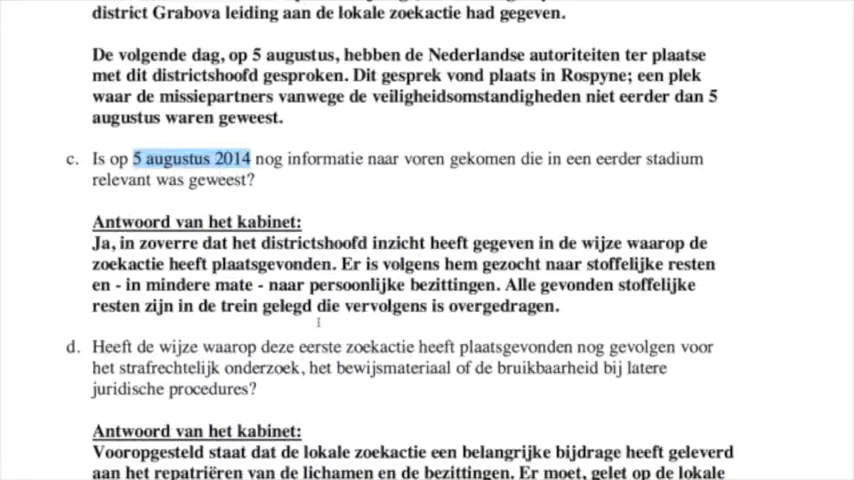 district Grabova leiding aan de lokale zoekactie had gegeven.
De volgende dag, op 5 augustus, hebben de Nederlandse autoriteiten ter plaatse
met dit districtshoofd gesproken. Dit gesprek vond plaats in Rospyne; een plek
waar de missiepartners vanwege de veiligheidsomstandigheden niet eerder dan 5
augustus waren geweest.
c. Is op 5 augustus 2014 nog informatie naar voren gekomen die in een eerder stadium
relevant was geweest?
Antwoord van het kabinet:
Ja, in zoverre dat het districtshoofd inzicht heeft gegeven in de wijze waarop de
zoekactie heeft plaatsgevonden. Er is volgens hem gezocht naar stoffelijke resten
en - in mindere mate - naar persoonlijke bezittingen. Alle gevonden stoffelijke
resten zijn in de trein gelegd die vervolgens is overgedragen.
d. Heeft de wijze waarop deze eerste zoekactie heeft plaatsgevonden nog gevolgen voor
het strafrechtelijk onderzoek, het bewijsmateriaal of de bruikbaarheid bij latere
juridische procedures?
Antwoord van het kabinet:
Vooropgesteld staat dat de lokale zoekactie een belangrijke bijdrage heeft geleverd
aan het repatriëren van de lichamen en de bezittingen. Er moet, gelet op de lokale